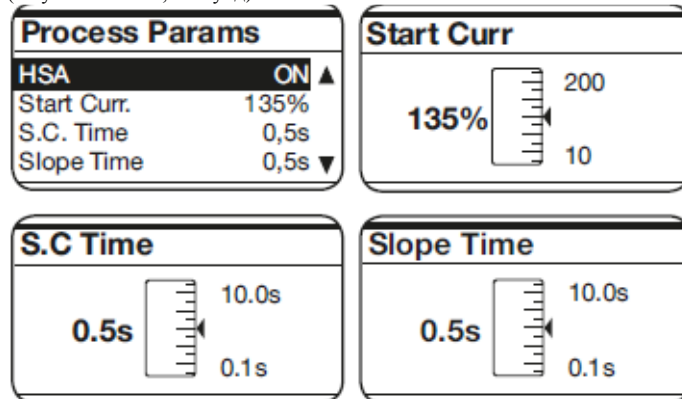 Process Params
HSA ON
Start Curr. 135%
S.C. Time 0,5s
Slope Time 0,5s
Start Curr
200
135%
10
S.C Time
10.0s
0.5s
0.1s
Slope Time
10.0s
0.5s
0.1s